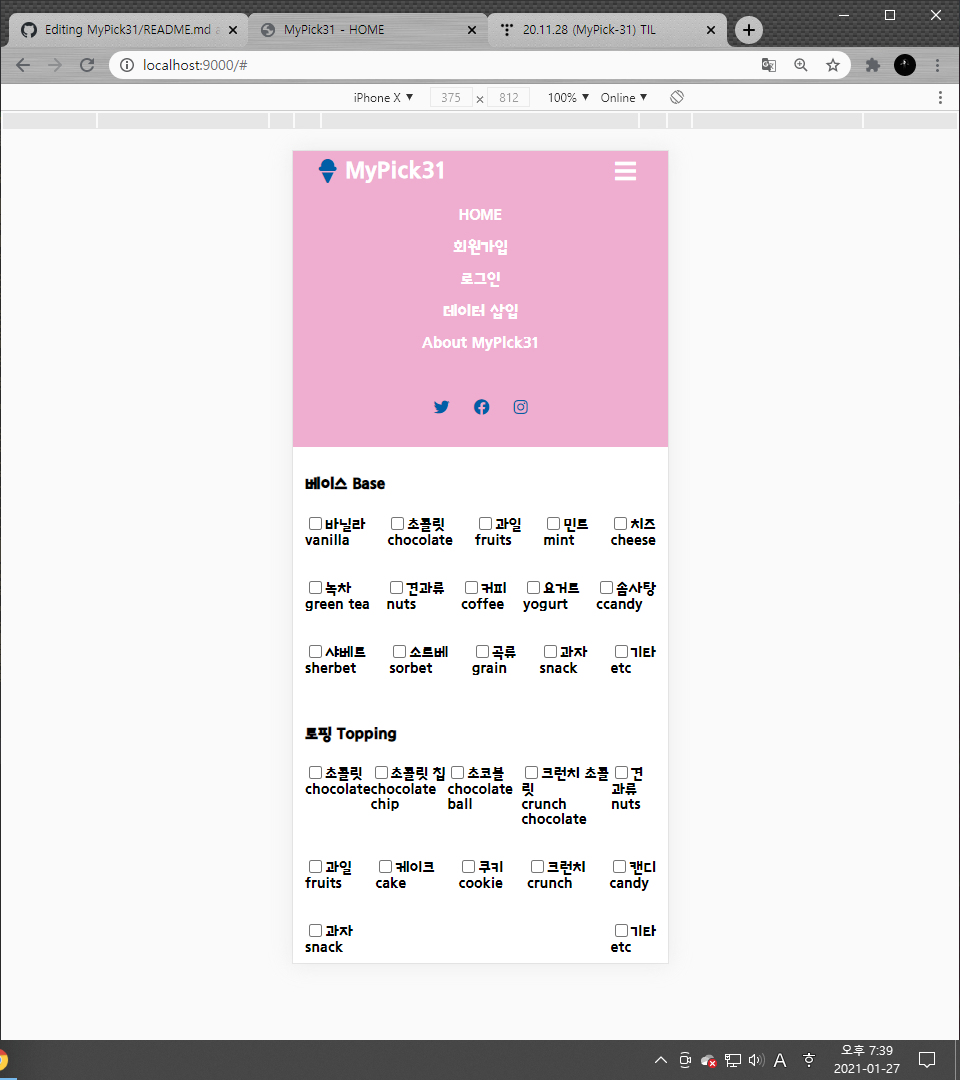 Editing MyPick31/README.md a
MyPick31 - HOME
20.11.28 (MyPick-31) TIL
localhost:9000/#
iPhone X ▼ 375 × 812 100% ▼ Online ▼
MyPick31
HOME
회원가입
로그인
데이터 삽입
About MyPick31
베이스 Base
바닐라 초콜릿 과일 민트 치즈
vanilla chocolate fruits mint cheese
녹차 견과류 커피 요거트 솜사탕
green tea nuts coffee yogurt ccandy
샤베트 소르베 곡류 과자 기타
sherbet sorbet grain snack etc
토핑 Topping
초콜릿 초콜릿 칩 초코볼 크런치 초콜 견
chocolate chocolate chocolate 릿 과류
chip ball crunch nuts
chocolate
과일 케이크 쿠키 크런치 캔디
fruits cake cookie crunch candy
과자 기타
snack etc
A 호 오후 7:39
2021-01-27